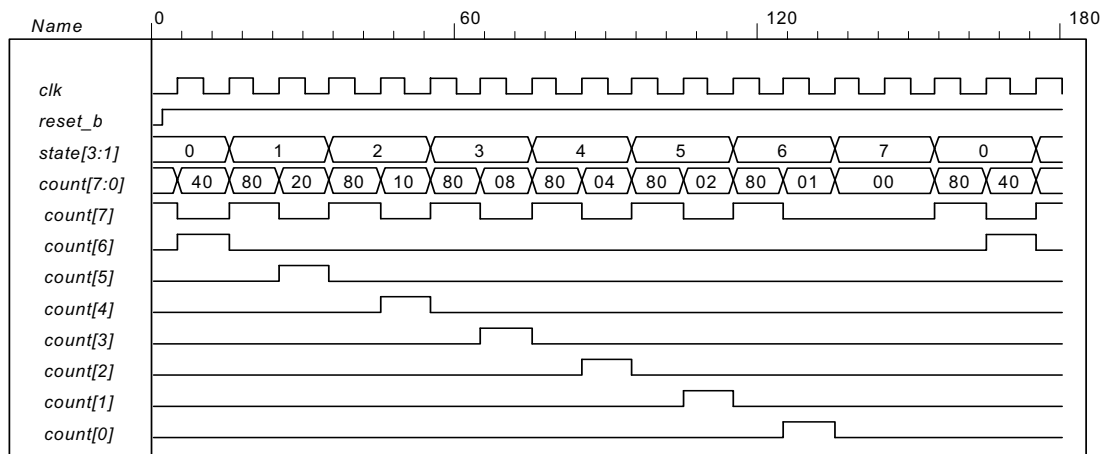 Name 0 60 120 180
clk
reset_b
state[3:1] 0 1 2 3 4 5 6 7 0
count[7:0] 40 80 20 80 10 80 08 80 04 80 02 80 01 00 80 40
count[7]
count[6]
count[5]
count[4]
count[3]
count[2]
count[1]
count[0]